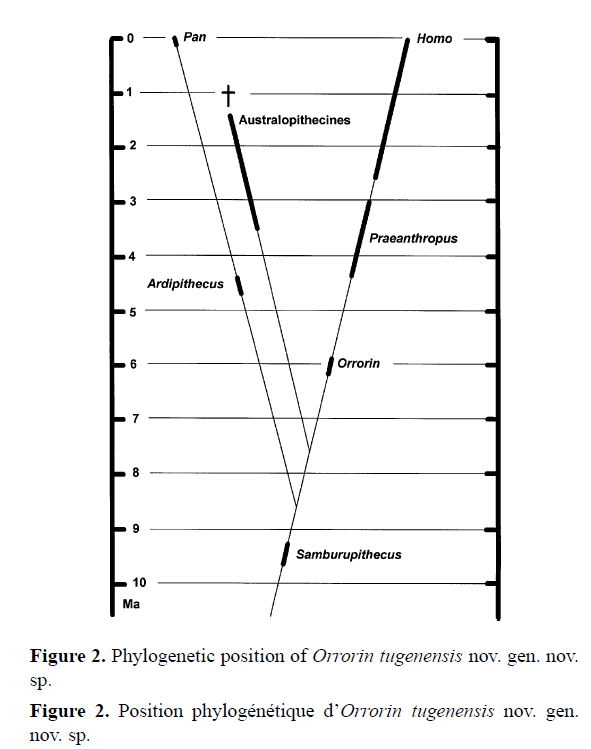 0 Pan Homo
1
Australopithecines
2
3
Praeanthropus
4
Ardipithecus
5
6 Orrorin
7
8
9
Samburupithecus
10
Ma
Figure 2. Phylogenetic position of Orrorin tugenensis nov. gen. nov.
sp.
Figure 2. Position phylogénétique d'Orrorin tugenensis nov. gen.
nov. sp.